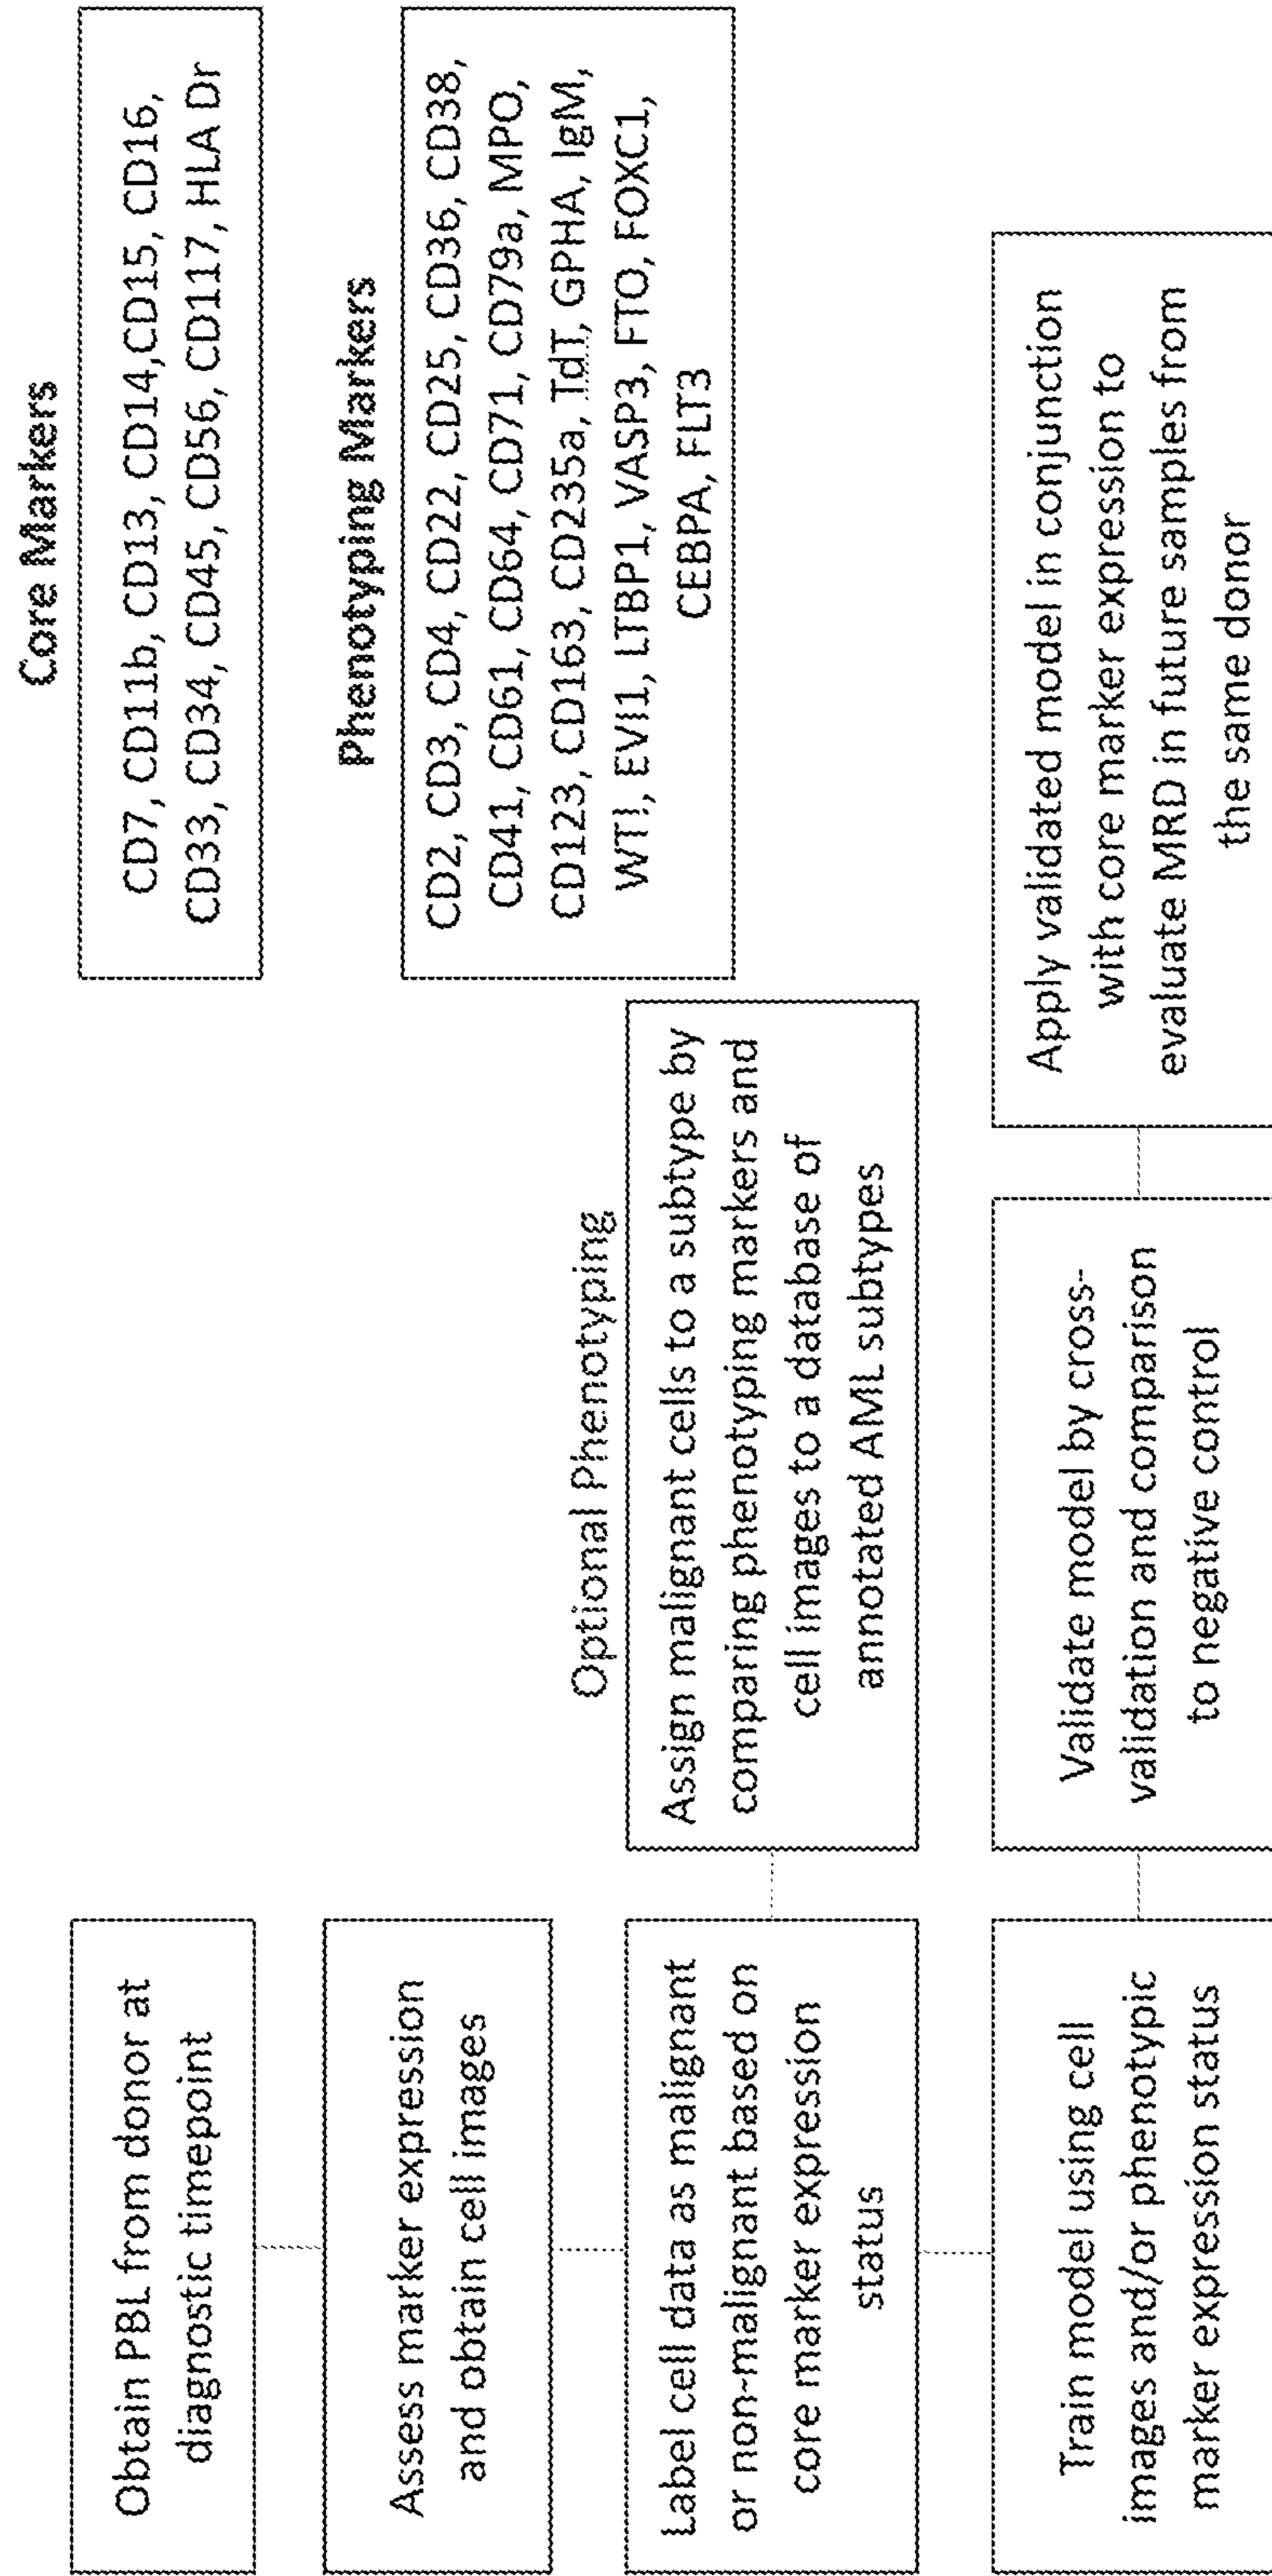 Obtain PBL from donor at
diagnostic timepoint
Assess marker expression
and obtain cell images
Label cell data as malignant
or non-malignant based on
core marker expression
status
Train model using cell
images and/or phenotypic
marker expression status
Optional Phenotyping
Assign malignant cells to a subtype by
comparing phenotyping markers and
cell images to a database of
annotated AML subtypes
Validate model by cross-
validation and comparison
to negative control
Apply validated model in conjunction
with core marker expression to
evaluate MRD in future samples from
the same donor
Core Markers
CD7, CD11b, CD13, CD14,CD15, CD16,
CD33, CD34, CD45, CD56, CD117, HLA Dr
Phenotyping Markers
CD2, CD3, CD4, CD22, CD25, CD36, CD38,
CD41, CD61, CD64, CD71, CD79a, MPO,
CD123, CD163, CD235a, TdT, GPHA, IgM,
WT!, EVI1, LTBP1, VASP3, FTO, FOXC1,
CEBPA, FLT3